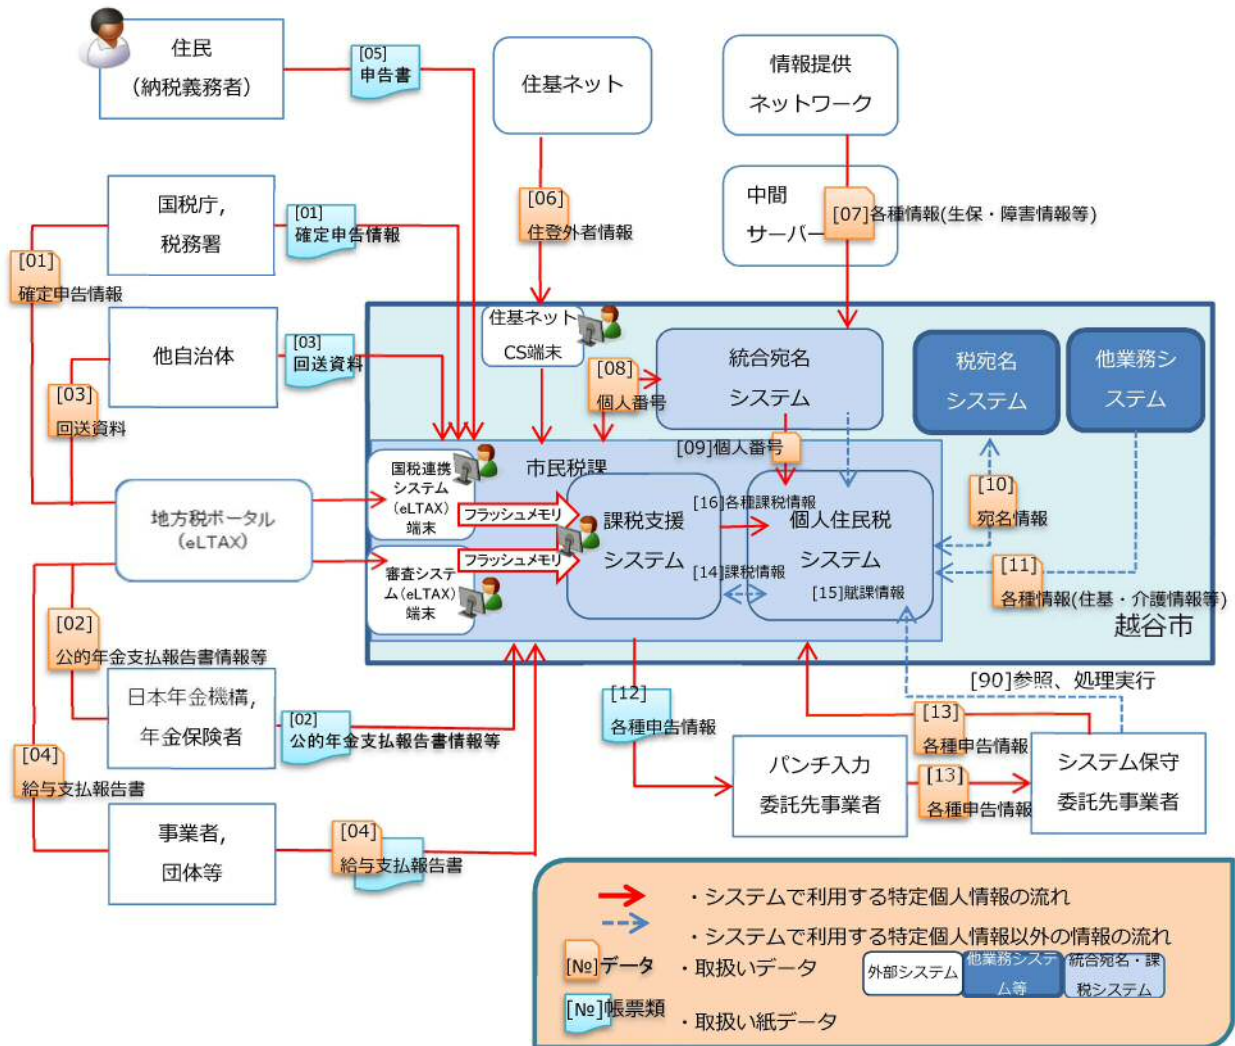 住民
(納税義務者)
[05]
申告書
住基ネット
情報提供
ネットワーク
国税庁,
税務署
[01]
確定申告情報
[06]
住登外者情報
中間
サーバー
[07]各種情報(生保・障害情報等)
[01]
確定申告情報
他自治体
[03]
回送資料
[03]
回送資料
住基ネット
CS端末
[08]
個人番号
統合宛名
システム
税宛名
システム
他業務シ
ステム
[09]個人番号
市民税課
国税連携
システム
(eLTAX)
端末
フラッシュメモリ
課税支援
システム
[16]各種課税情報
個人住民税
システム
[10]
宛名情報
地方税ポータル
(eLTAX)
審査システ
ム(eLTAX)
端末
フラッシュメモリ
[14]課税情報
[15]賦課情報
[11]
各種情報(住基・介護情報等)
越谷市
[02]
公的年金支払報告書情報等
日本年金機構,
年金保険者
[02]
公的年金支払報告書情報等
[04]
給与支払報告書
事業者,
団体等
[04]
給与支払報告書
[12]
各種申告情報
[90]参照、処理実行
[13]
各種申告情報
パンチ入力
委託先事業者
[13]
各種申告情報
システム保守
委託先事業者
・システムで利用する特定個人情報の流れ
・システムで利用する特定個人情報以外の情報の流れ
[№]データ
・取扱いデータ
外部システム
他業務システ
ム等
統合宛名・課
税システム
[№]帳票類
・取扱い紙データ